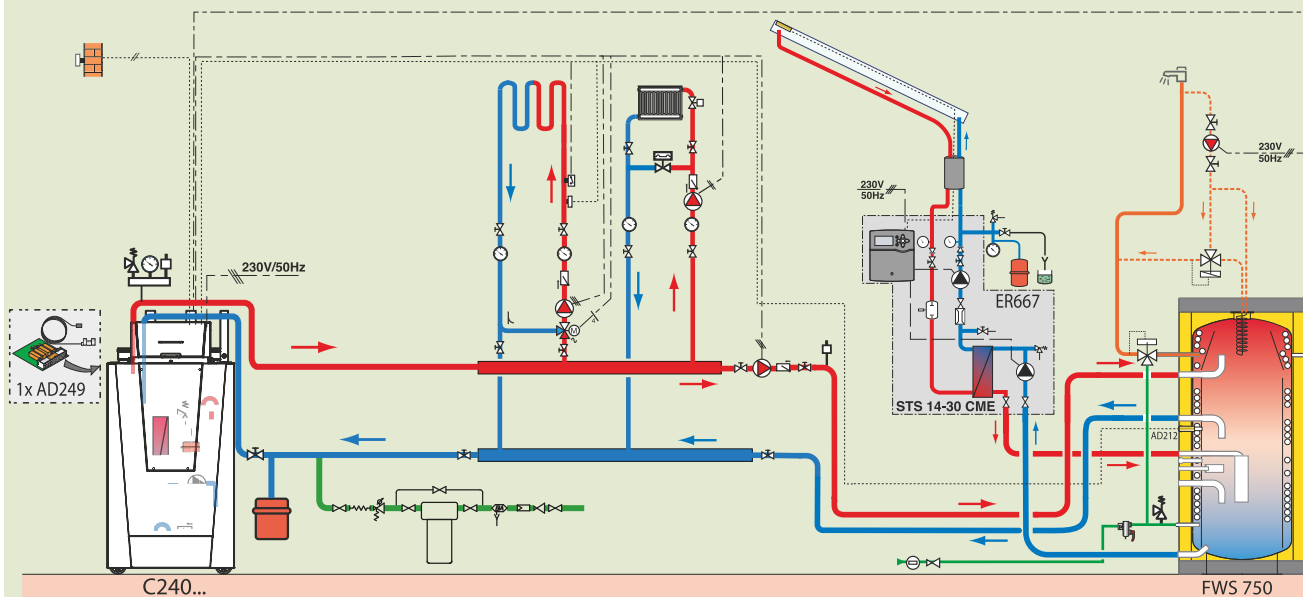 230V
50Hz
230V
50Hz
230V/50Hz
ER667
1x AD249
M
STS 14-30 CME
AD212
C240...
FWS 750